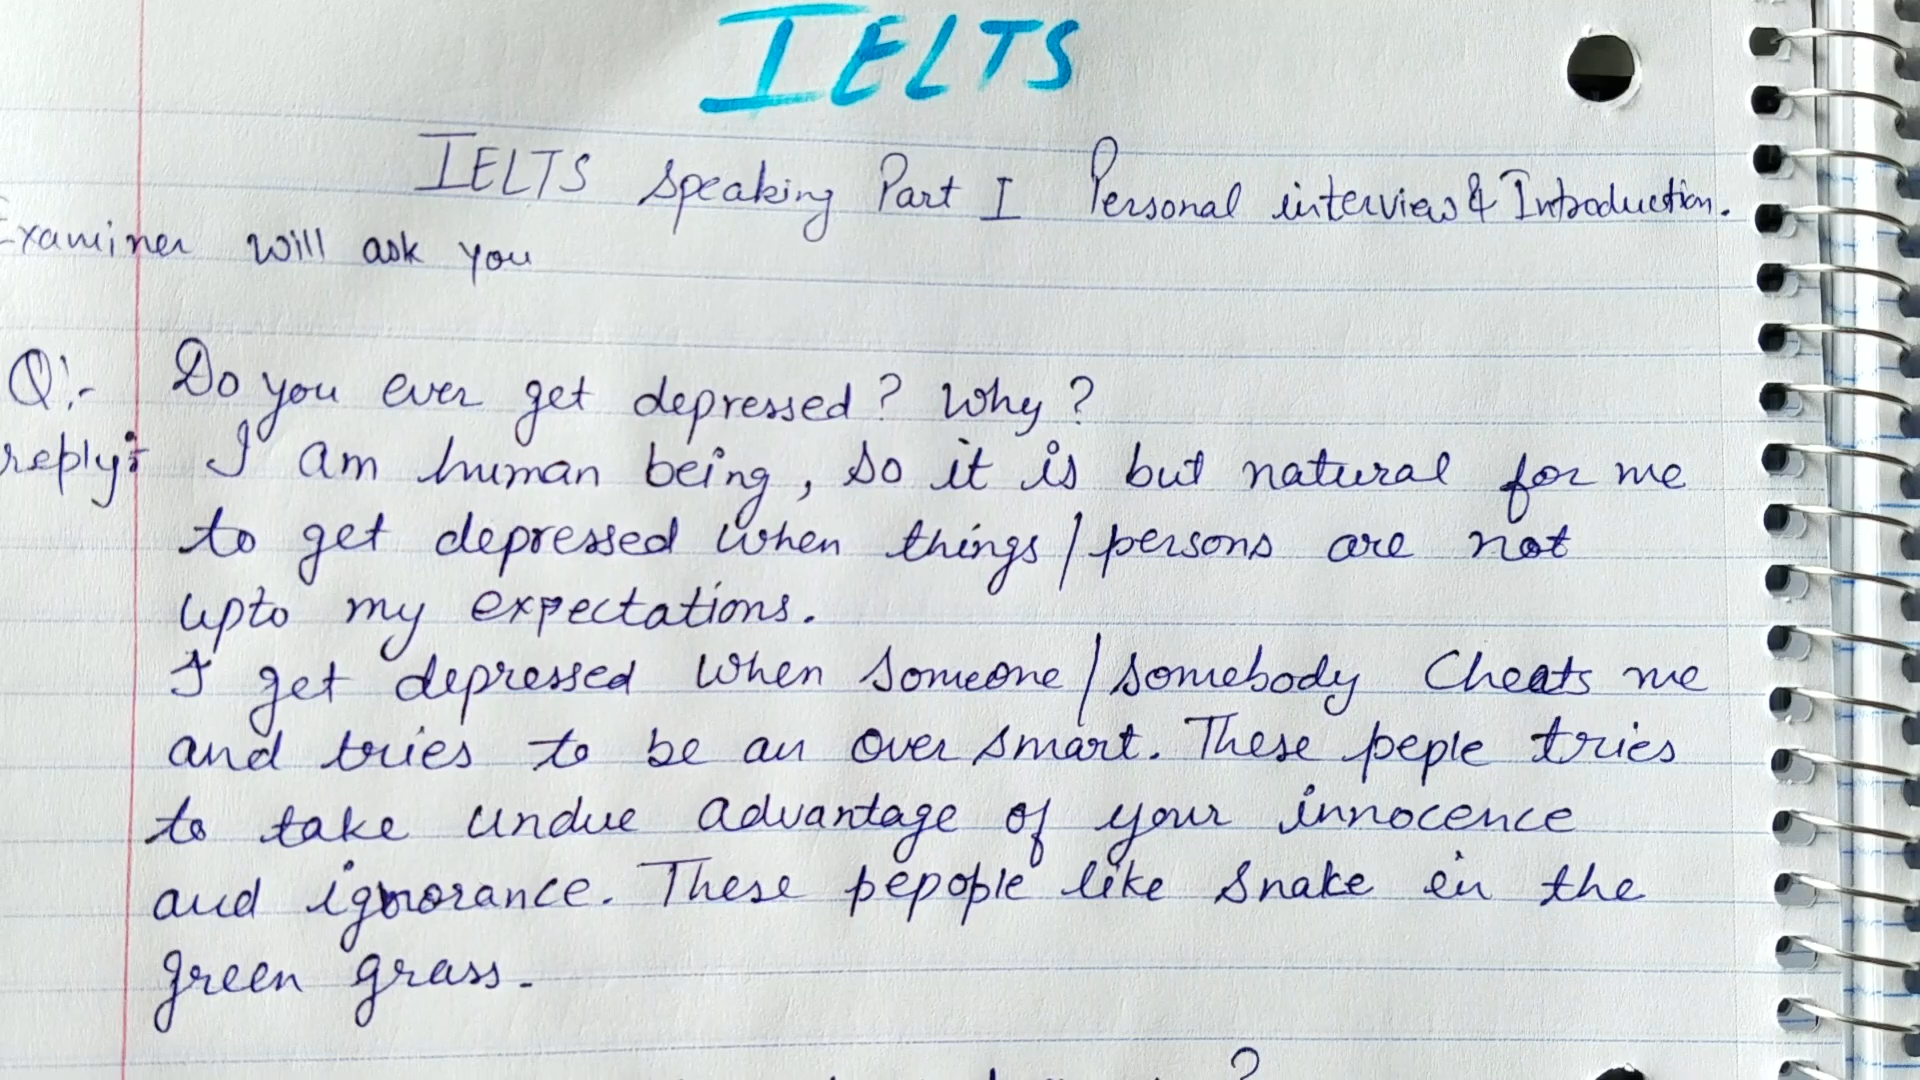 IELTS
IELTS speaking Part I Personal interview & Introduction.
Examiner will ask you
Q:- Do you ever get depressed? Why?
reply:- I am human being, so it is but natural for me
to get depressed when things/persons are not
upto my expectations.
I get depressed when someone/somebody Cheats me
and tries to be an over smart. These peple tries
to take undue advantage of your innocence
and ignorance. These pepople like snake in the
green grass.
?